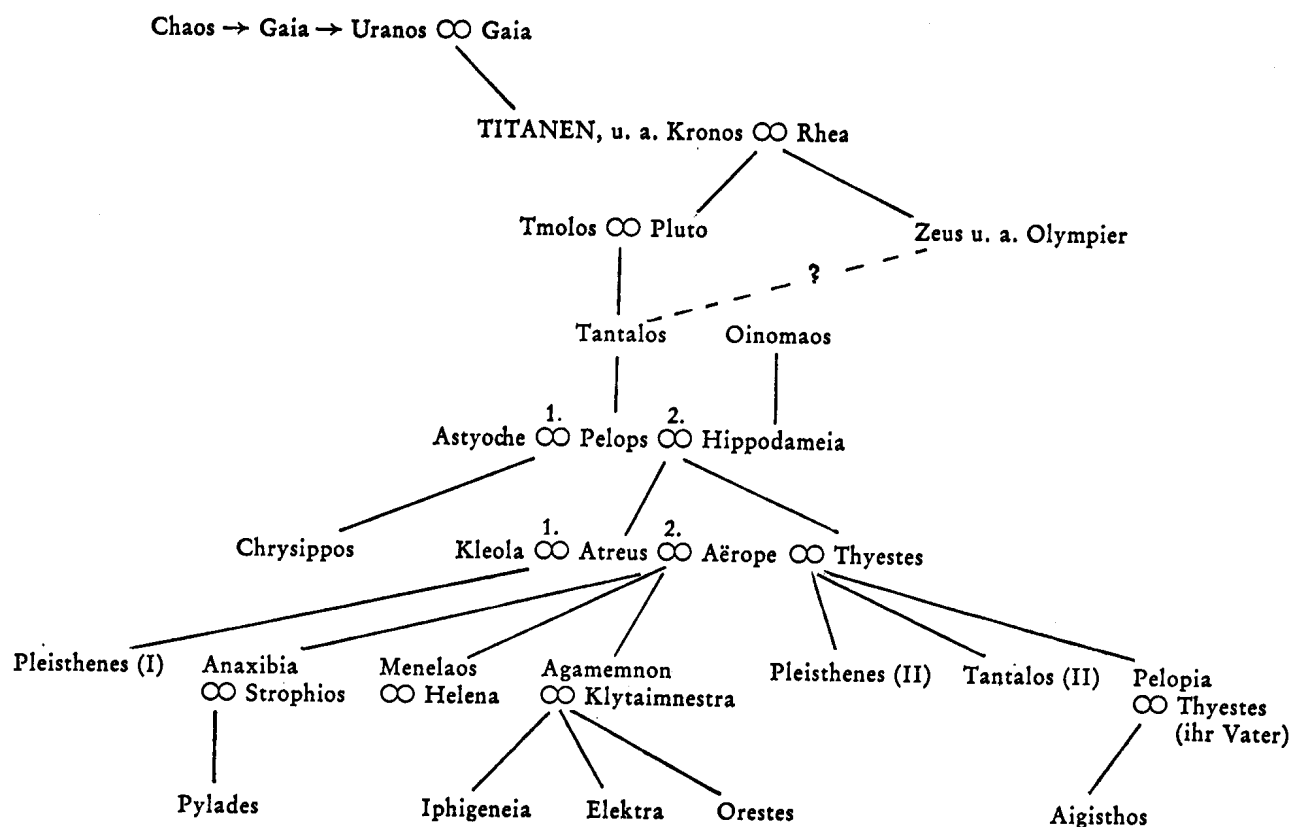 Chaos → Gaia → Uranos ∞ Gaia
TITANEN, u. a. Kronos ∞ Rhea
Tmolos ∞ Pluto
Zeus u. a. Olympier
?
Tantalos
Oinomaos
1.
2.
Astyoche ∞ Pelops ∞ Hippodameia
1.
2.
Chrysippos
Kleola ∞ Atreus ∞ Aërope ∞ Thyestes
Pleisthenes (I)
Anaxibia
∞ Strophios
Menelaos
∞ Helena
Agamemnon
∞ Klytaimnestra
Pleisthenes (II)
Tantalos (II)
Pelopia
∞ Thyestes
(ihr Vater)
Pylades
Iphigeneia
Elektra
Orestes
Aigisthos